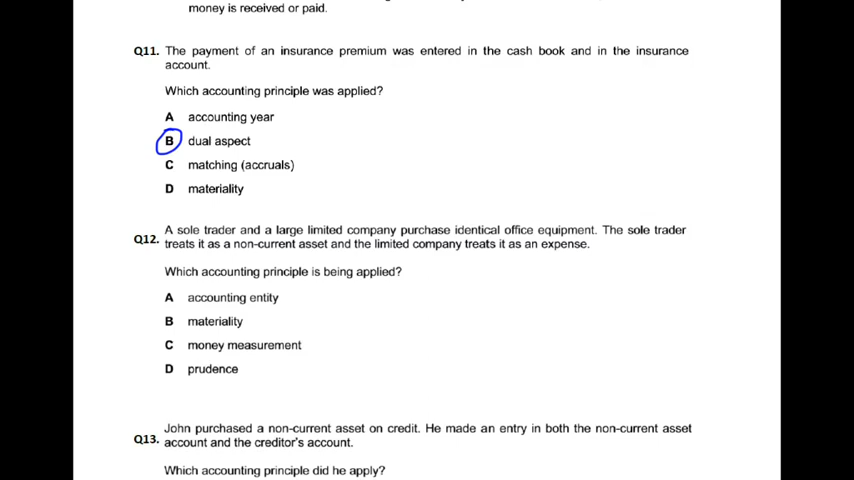 money is received or paid.
Q11. The payment of an insurance premium was entered in the cash book and in the insurance
account.
Which accounting principle was applied?
A accounting year
B dual aspect
C matching (accruals)
D materiality
A sole trader and a large limited company purchase identical office equipment. The sole trader
Q12. treats it as a non-current asset and the limited company treats it as an expense.
Which accounting principle is being applied?
A accounting entity
B materiality
C money measurement
D prudence
John purchased a non-current asset on credit. He made an entry in both the non-current asset
Q13. account and the creditor's account.
Which accounting principle did he apply?